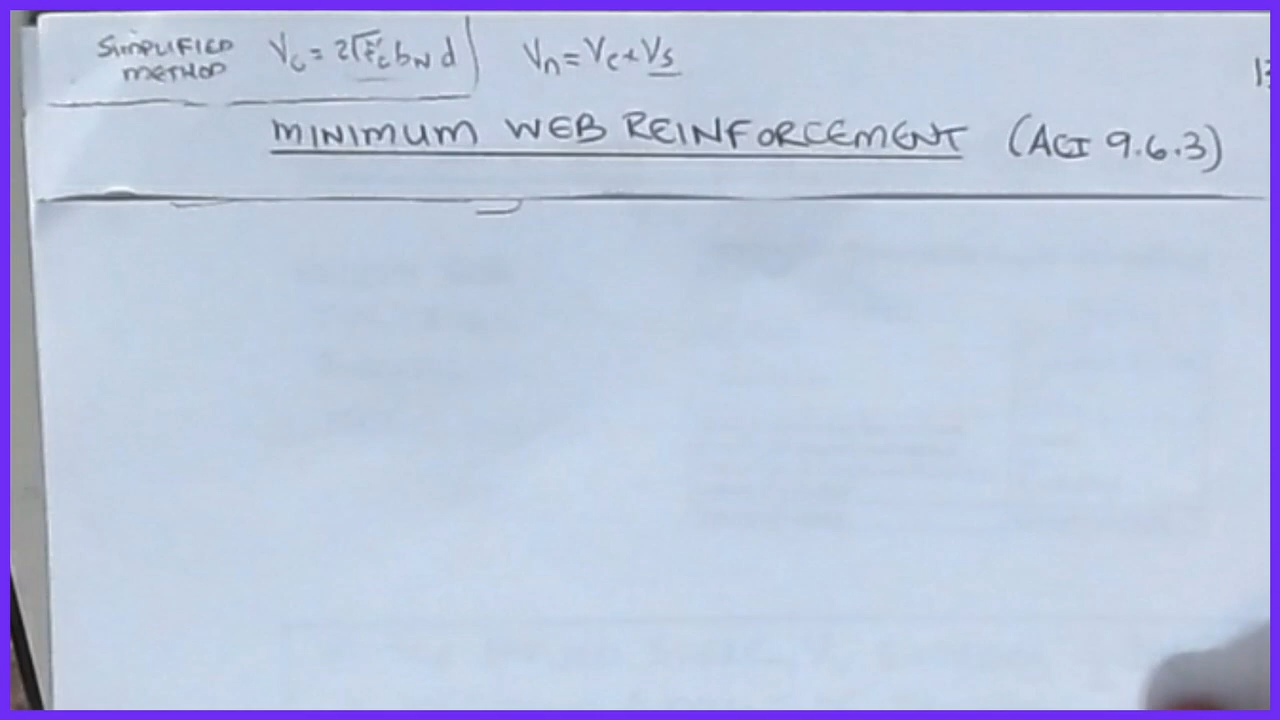 SIMPLIFIED METHOD Vc = 2√f'c bw d Vn = Vc + Vs
MINIMUM WEB REINFORCEMENT (ACI 9.6.3)